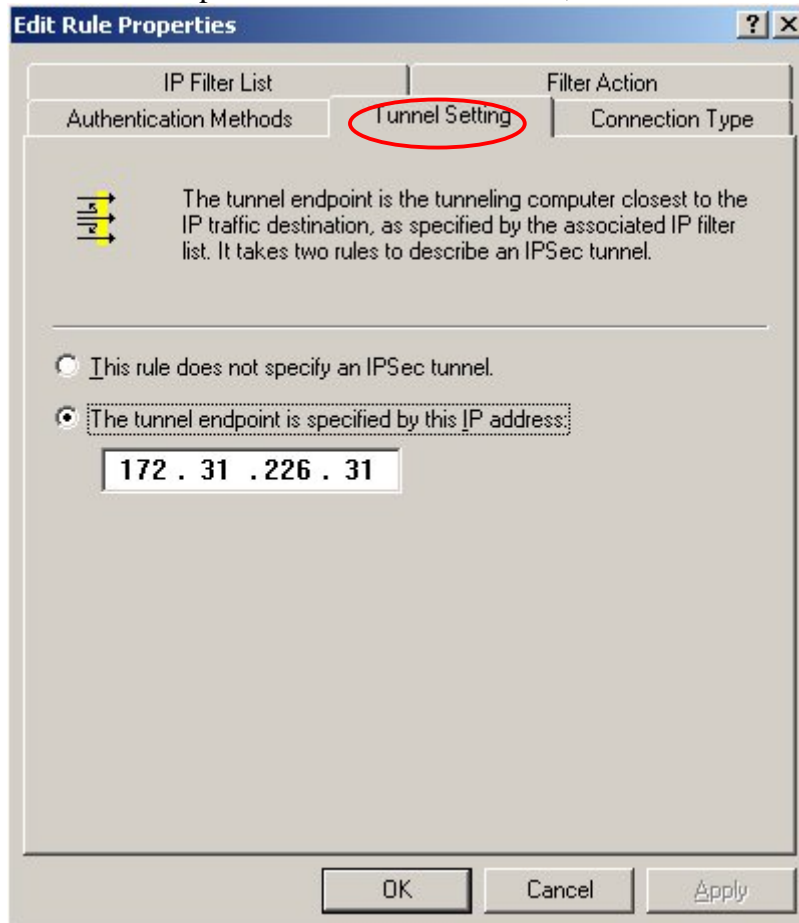 Edit Rule Properties
IP Filter List
Filter Action
Authentication Methods
Tunnel Setting
Connection Type
The tunnel endpoint is the tunneling computer closest to the
IP traffic destination, as specified by the associated IP filter
list. It takes two rules to describe an IPSec tunnel.
This rule does not specify an IPSec tunnel.
The tunnel endpoint is specified by this IP address:
172 . 31 . 226 . 31
OK
Cancel
Apply